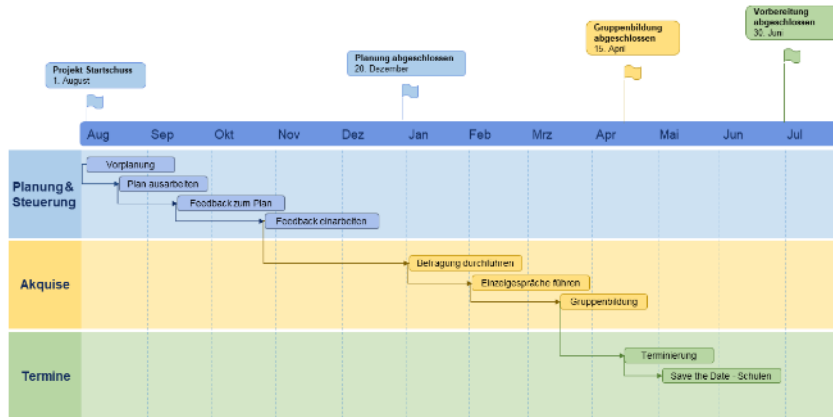 Vorbereitung
abgeschlossen
30. Juni
Gruppenbildung
abgeschlossen
15. April
Planung abgeschlossen
20. Dezember
Projekt Startschuss
1. August
Aug Sep Okt Nov Dez Jan Feb Mrz Apr Mai Jun Jul
Planung &
Steuerung
Vorplanung
Plan ausarbeiten
Feedback zum Plan
Feedback einarbeiten
Akquise
Befragung durchführen
Einzelgespräche führen
Gruppenbildung
Termine
Terminierung
Save the Date - Schulen